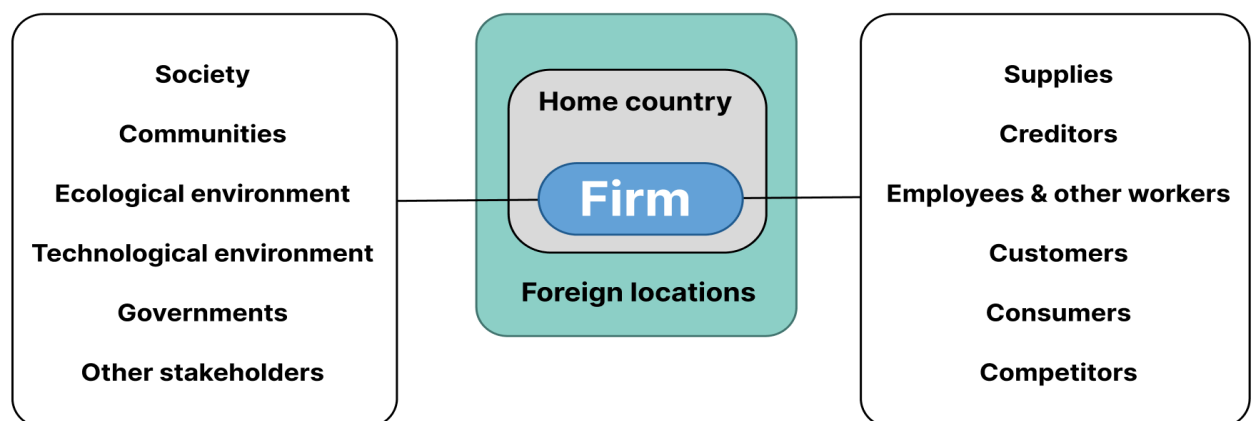 Society
Communities
Ecological environment
Technological environment
Governments
Other stakeholders
Home country
Firm
Foreign locations
Supplies
Creditors
Employees & other workers
Customers
Consumers
Competitors